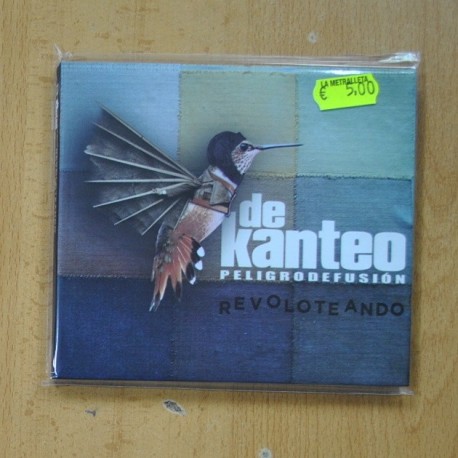 LA METRALLETA
€ 5,00
de
kanteo
PELIGRODEFUSIÓN
REVOLOTEANDO